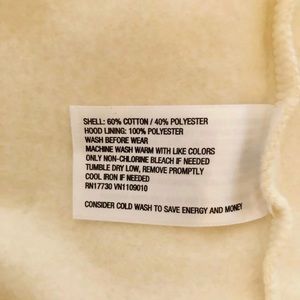 SHELL: 60% COTTON / 40% POLYESTER
HOOD LINING: 100% POLYESTER
WASH BEFORE WEAR
MACHINE WASH WARM WITH LIKE COLORS
ONLY NON-CHLORINE BLEACH IF NEEDED
TUMBLE DRY LOW, REMOVE PROMPTLY
COOL IRON IF NEEDED
RN17730 VN1109010
CONSIDER COLD WASH TO SAVE ENERGY AND MONEY